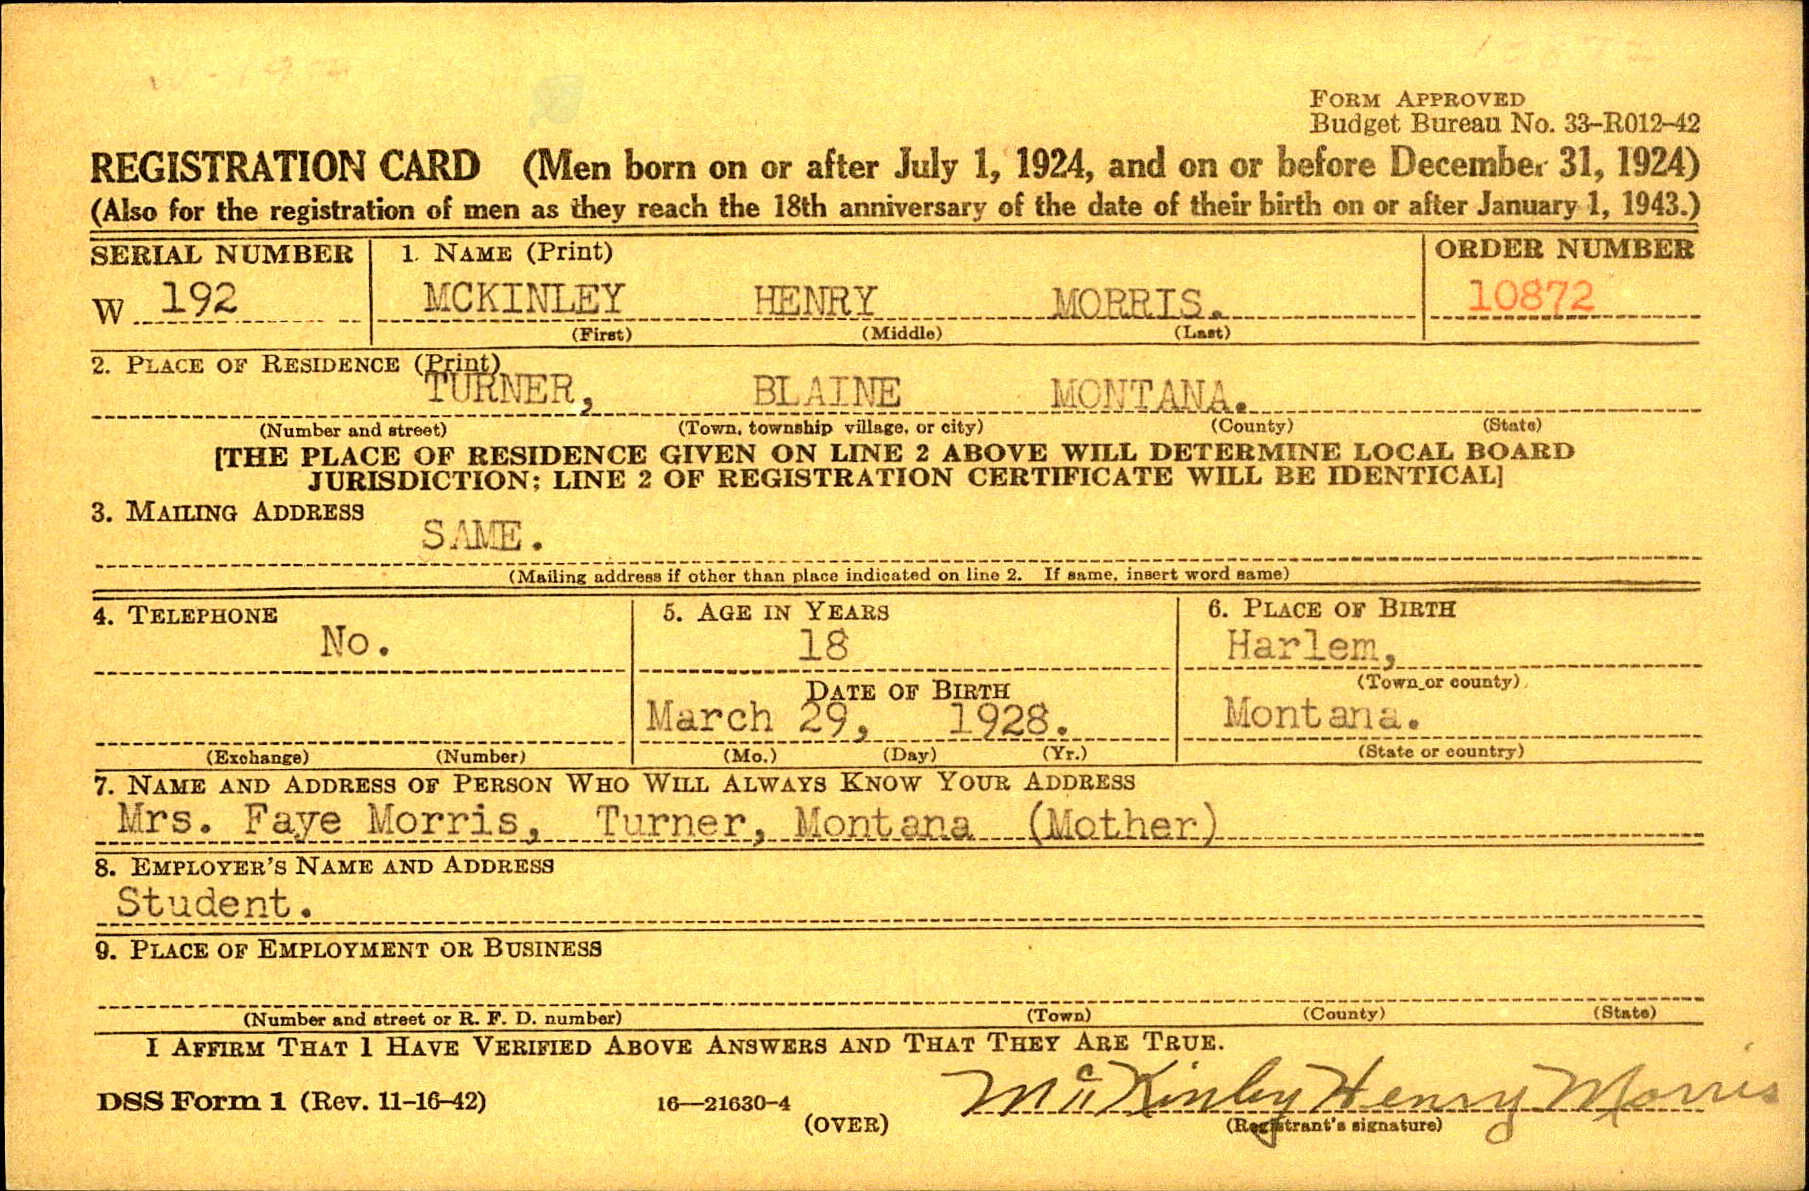 W-192
10872
FORM APPROVED
Budget Bureau No. 33-R012-42
REGISTRATION CARD (Men born on or after July 1, 1924, and on or before December 31, 1924)
(Also for the registration of men as they reach the 18th anniversary of the date of their birth on or after January 1, 1943.)
SERIAL NUMBER 1. NAME (Print) ORDER NUMBER
W 192 MCKINLEY HENRY MORRIS. 10872
(First) (Middle) (Last)
2. PLACE OF RESIDENCE (Print)
TURNER, BLAINE MONTANA.
(Number and street) (Town, township village, or city) (County) (State)
[THE PLACE OF RESIDENCE GIVEN ON LINE 2 ABOVE WILL DETERMINE LOCAL BOARD
JURISDICTION; LINE 2 OF REGISTRATION CERTIFICATE WILL BE IDENTICAL]
3. MAILING ADDRESS
SAME.
(Mailing address if other than place indicated on line 2. If same, insert word same)
4. TELEPHONE 5. AGE IN YEARS 6. PLACE OF BIRTH
No. 18 Harlem,
(Town or county)
DATE OF BIRTH
March 29, 1928. Montana.
(Exchange) (Number) (Mo.) (Day) (Yr.) (State or country)
7. NAME AND ADDRESS OF PERSON WHO WILL ALWAYS KNOW YOUR ADDRESS
Mrs. Faye Morris, Turner, Montana (Mother)
8. EMPLOYER'S NAME AND ADDRESS
Student.
9. PLACE OF EMPLOYMENT OR BUSINESS
(Number and street or R. F. D. number) (Town) (County) (State)
I AFFIRM THAT I HAVE VERIFIED ABOVE ANSWERS AND THAT THEY ARE TRUE.
DSS Form 1 (Rev. 11-16-42) 16—21630-4 McKinley Henry Morris
(OVER) (Registrant's signature)